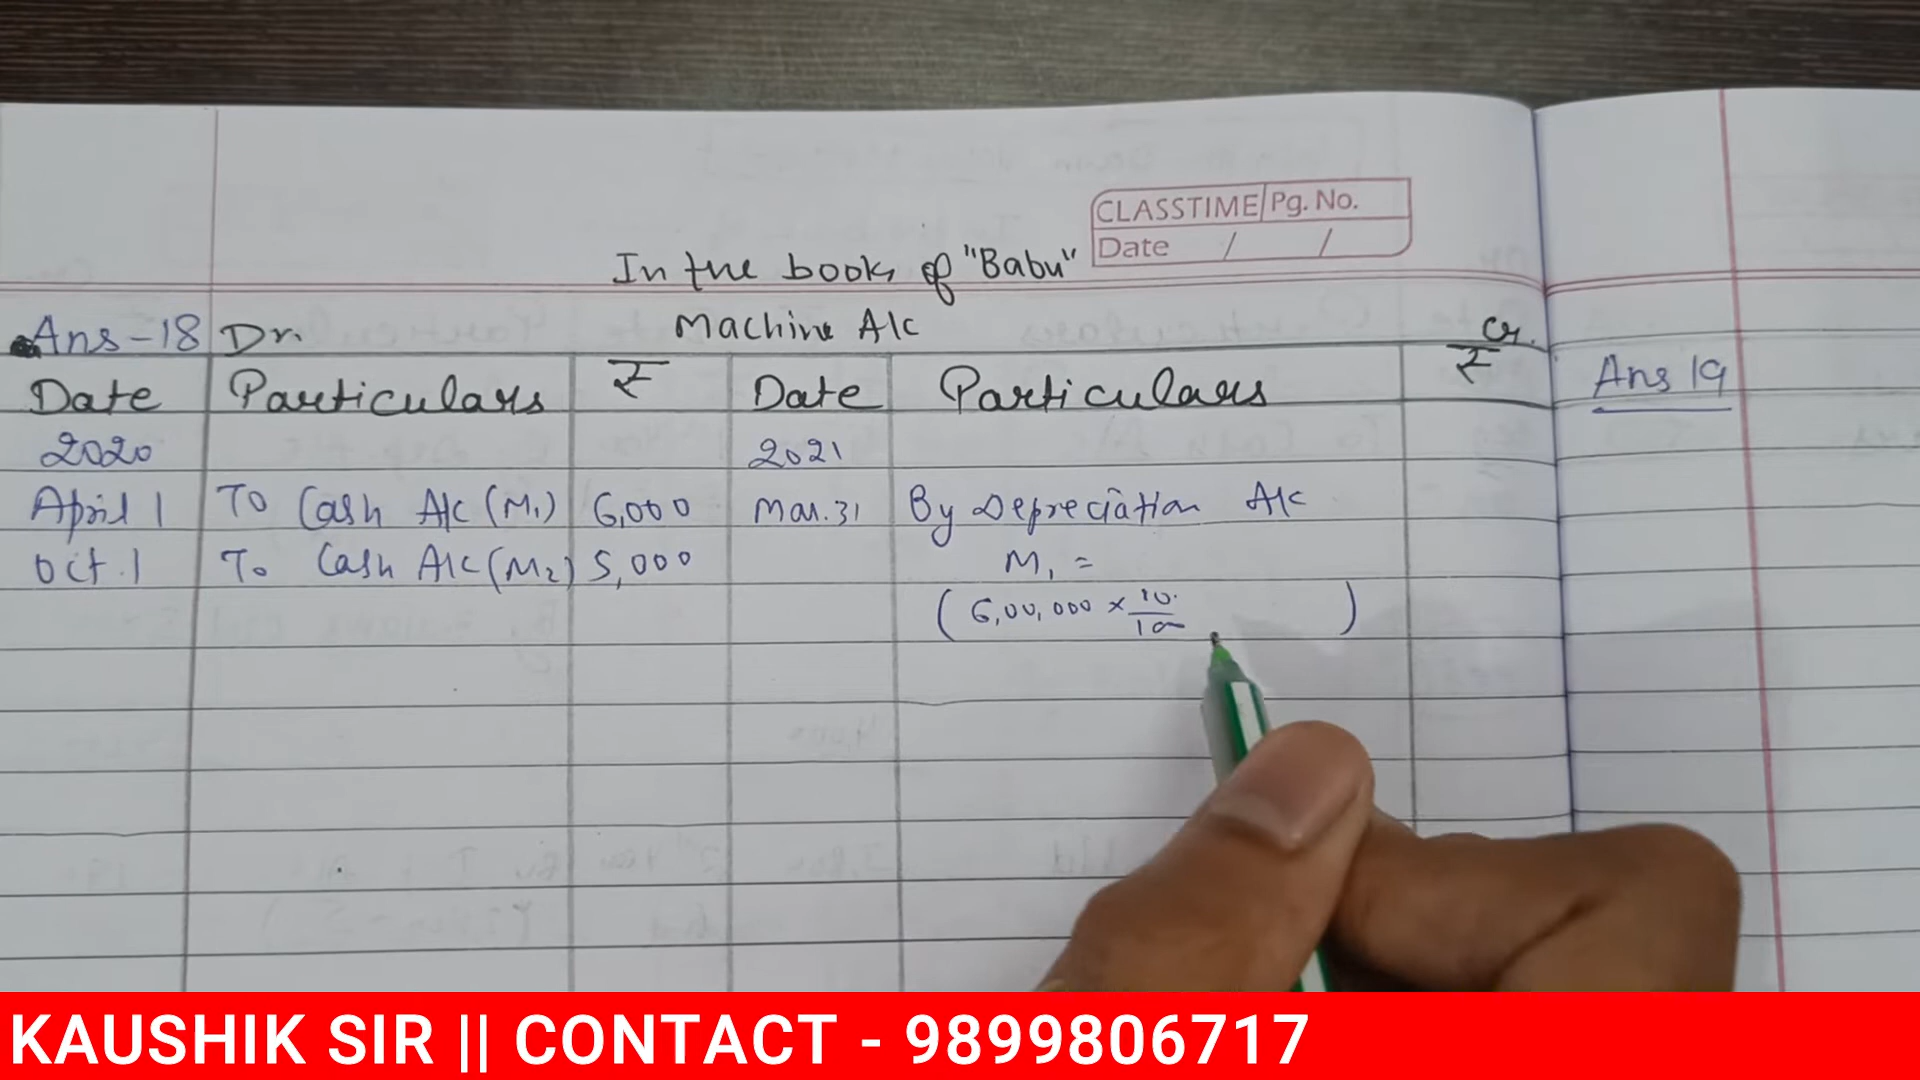 CLASSTIME Pg. No.
Date / /
In the books of "Babu"
Ans-18 Dr. Machine A/c Cr.
Date Particulars ₹ Date Particulars ₹
2020 2021
April 1 To Cash A/c (M₁) 6,000 Mar. 31 By Depreciation A/c
Oct. 1 To Cash A/c (M₂) 5,000 M₁ =
(6,00,000 × 10/100 )
Ans 19
KAUSHIK SIR || CONTACT - 9899806717